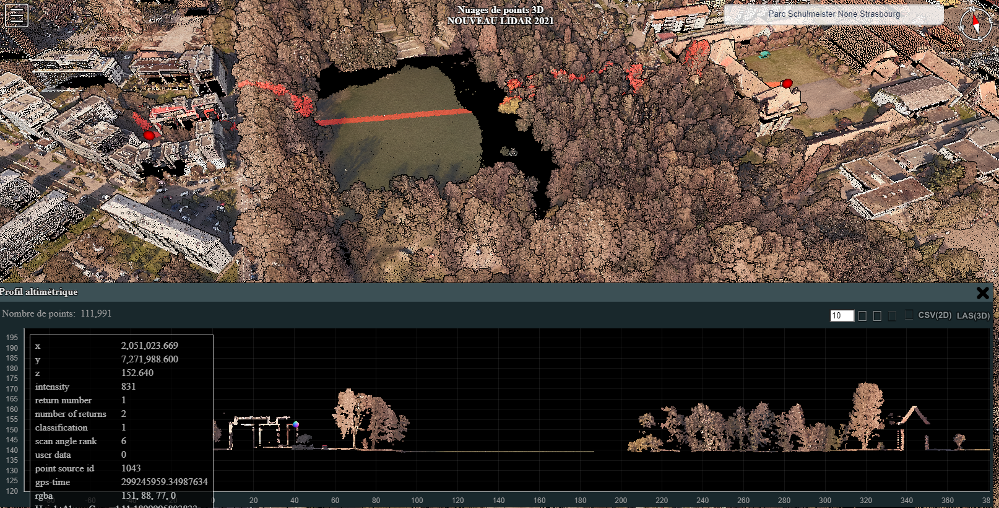 Nuages de points 3D
NOUVEAU LIDAR 2021
Parc Schulmeister None Strasbourg
N
E
S
W
Profil altimétrique
Nombre de points: 111,991
10
CSV(2D) LAS(3D)
195
190
185
180
175
170
165
160
155
150
145
140
135
130
125
120
x 2,051,023.669
y 7,271,988.600
z 152.640
intensity 831
return number 1
number of returns 2
classification 1
scan angle rank 6
user data 0
point source id 1043
gps-time 299245959.34987634
rgba 151, 88, 77, 0
-80 -60 0 20 40 60 80 100 120 140 160 180 200 220 240 260 280 300 320 340 360 38